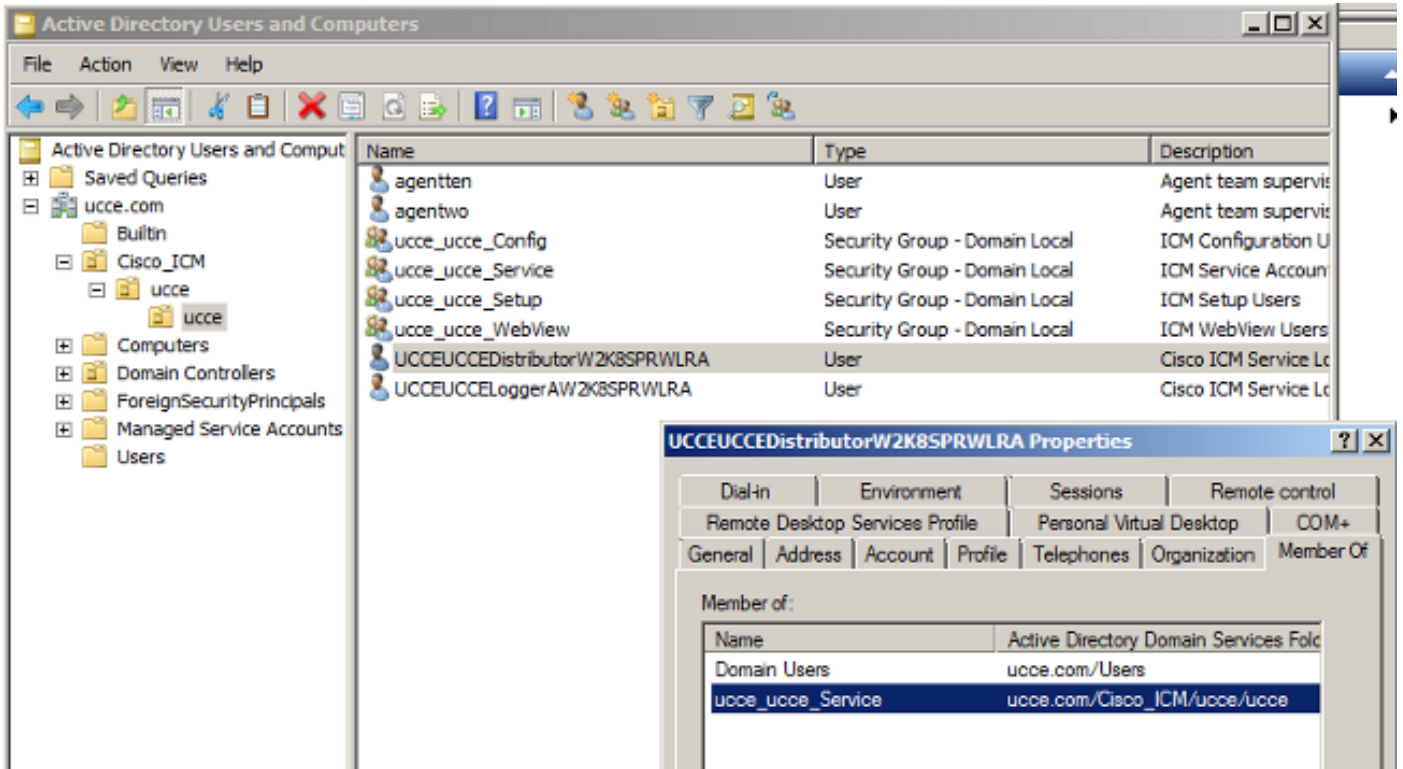 Active Directory Users and Computers
File Action View Help
Active Directory Users and Comput
Saved Queries
ucce.com
Builtin
Cisco_ICM
ucce
ucce
Computers
Domain Controllers
ForeignSecurityPrincipals
Managed Service Accounts
Users
Name Type Description
agentten User Agent team supervis
agentwo User Agent team supervis
ucce_ucce_Config Security Group - Domain Local ICM Configuration U
ucce_ucce_Service Security Group - Domain Local ICM Service Account
ucce_ucce_Setup Security Group - Domain Local ICM Setup Users
ucce_ucce_WebView Security Group - Domain Local ICM WebView Users
UCCEUCCEDistributorW2K8SPRWLRA User Cisco ICM Service Lo
UCCEUCCELoggerAW2K8SPRWLRA User Cisco ICM Service Lo
UCCEUCCEDistributorW2K8SPRWLRA Properties
Dial-in Environment Sessions Remote control
Remote Desktop Services Profile Personal Virtual Desktop COM+
General Address Account Profile Telephones Organization Member Of
Member of:
Name Active Directory Domain Services Fold
Domain Users ucce.com/Users
ucce_ucce_Service ucce.com/Cisco_ICM/ucce/ucce